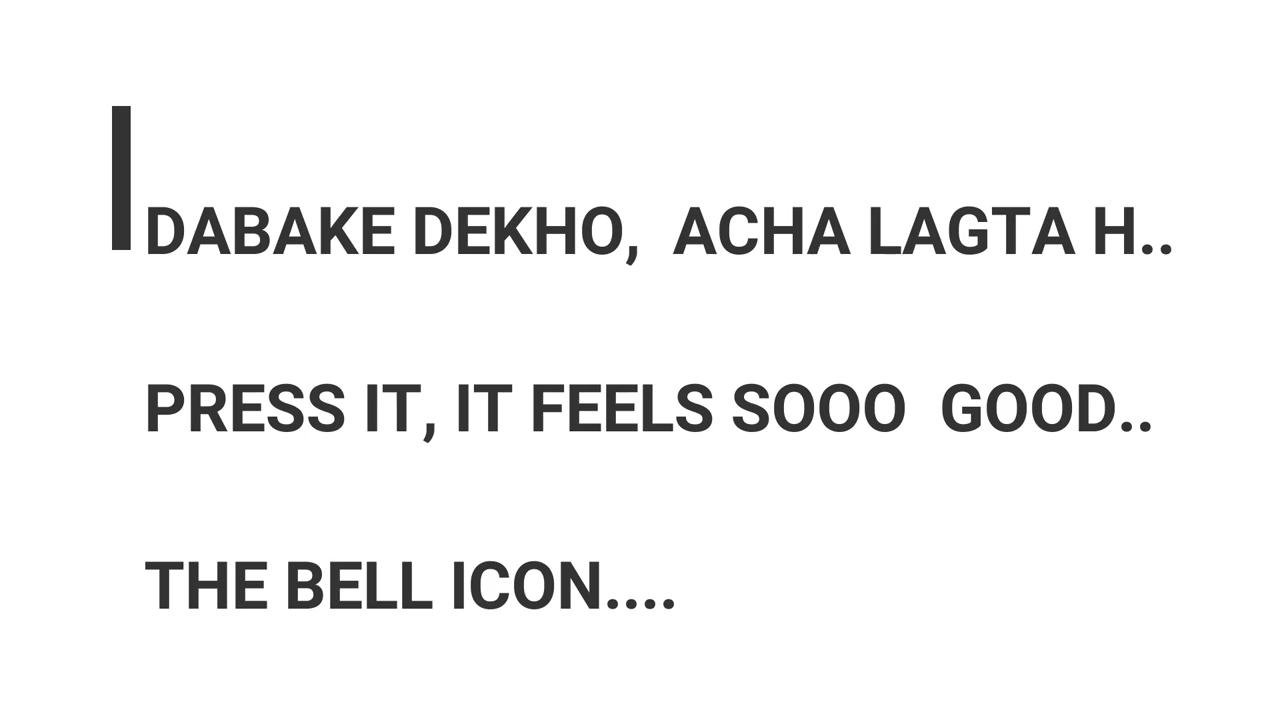 DABAKE DEKHO,  ACHA LAGTA H..
PRESS IT, IT FEELS SOOO  GOOD..
THE BELL ICON....